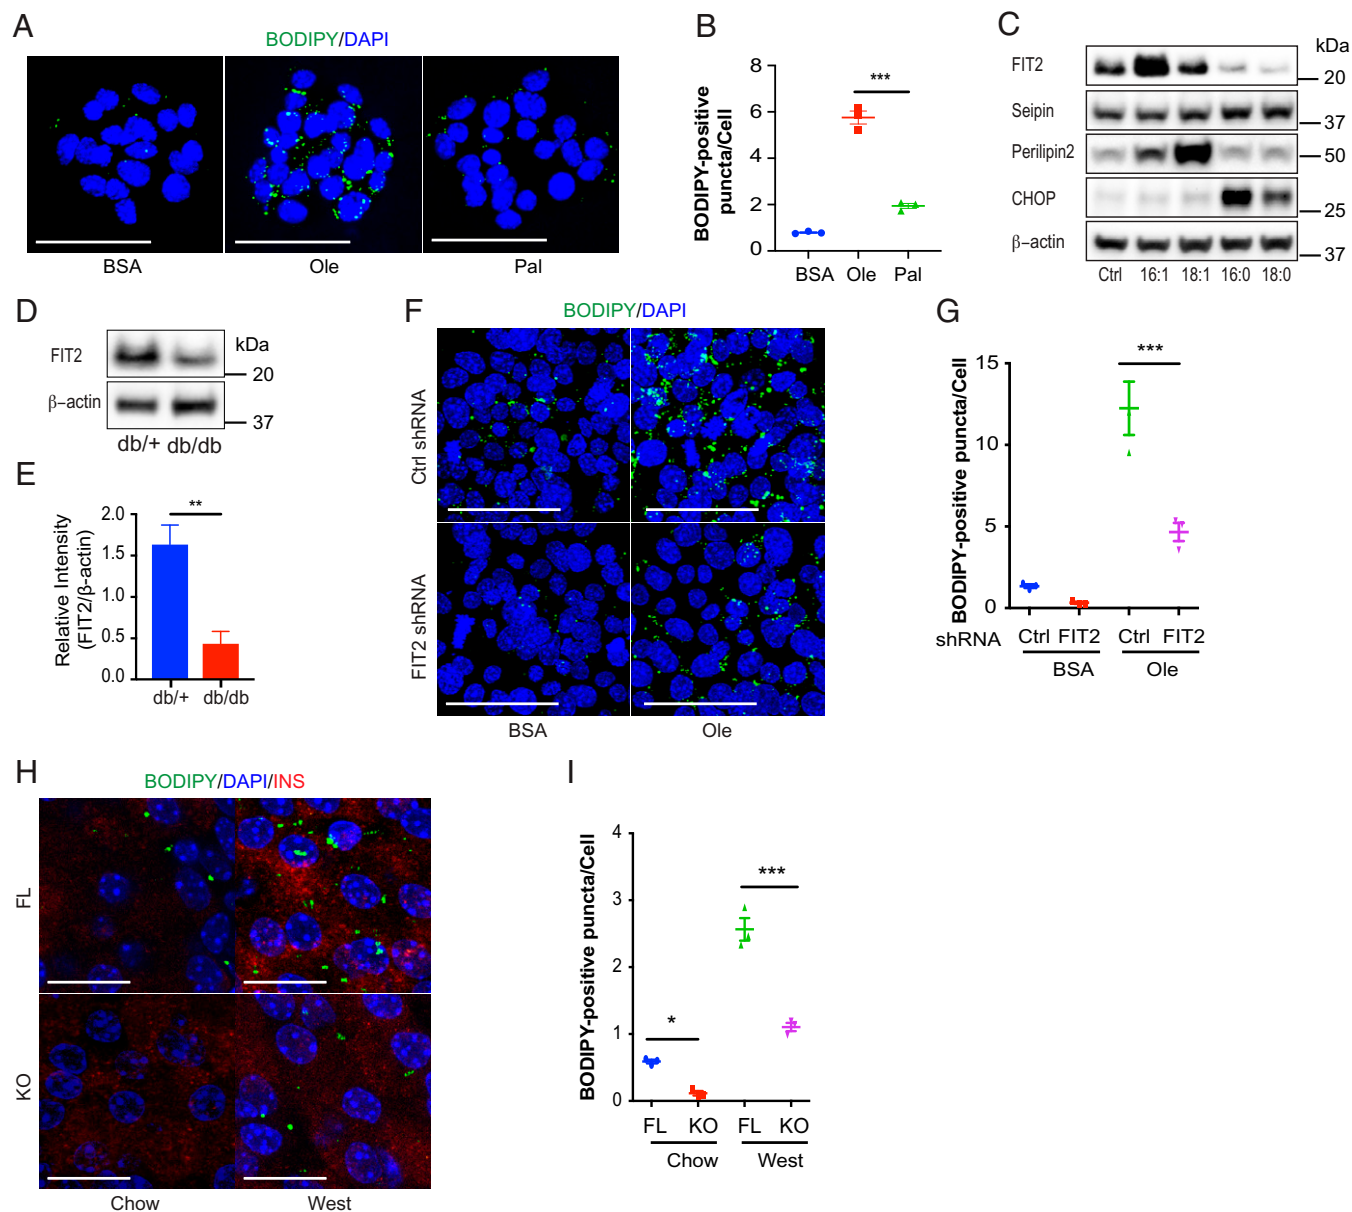 A
BODIPY/DAPI
BSA
Ole
Pal
B
BODIPY-positive
puncta/Cell
8
6
4
2
0
***
BSA
Ole
Pal
C
kDa
FIT2
20
Seipin
37
Perilipin2
50
CHOP
25
β-actin
37
Ctrl
16:1
18:1
16:0
18:0
D
kDa
FIT2
20
β-actin
37
db/+
db/db
E
Relative Intensity
(FIT2/β-actin)
2.0
1.5
1.0
0.5
0.0
**
db/+
db/db
F
BODIPY/DAPI
Ctrl shRNA
FIT2 shRNA
BSA
Ole
G
BODIPY-positive puncta/Cell
15
10
5
0
***
shRNA
Ctrl
FIT2
Ctrl
FIT2
BSA
Ole
H
BODIPY/DAPI/INS
FL
KO
Chow
West
I
BODIPY-positive puncta/Cell
4
3
2
1
0
*
***
FL
KO
FL
KO
Chow
West